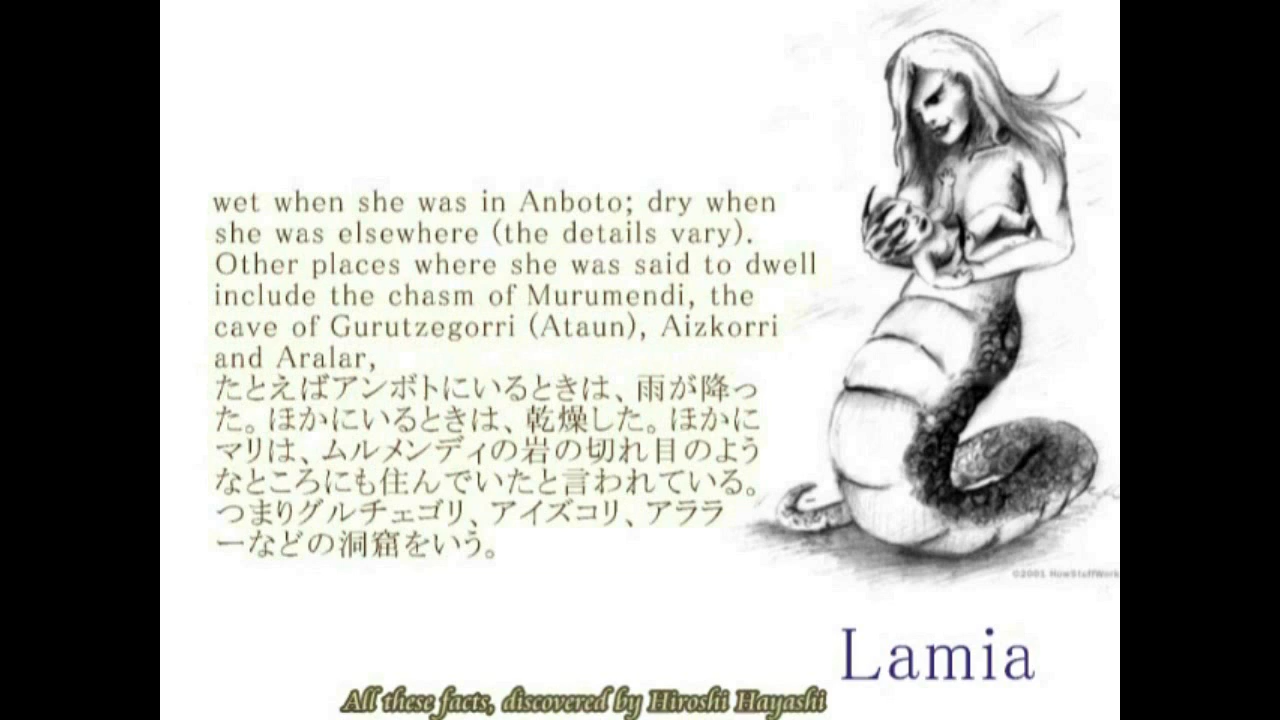 wet when she was in Anboto; dry when
she was elsewhere (the details vary).
Other places where she was said to dwell
include the chasm of Murumendi, the
cave of Gurutzegorri (Ataun), Aizkorri
and Aralar,
たとえばアンボトにいるときは、雨が降っ
た。ほかにいるときは、乾燥した。ほかに
マリは、ムルメンディの岩の切れ目のよう
なところにも住んでいたと言われている。
つまりグルチェゴリ、アイズコリ、アララ
ーなどの洞窟をいう。
©2001 HowStuffWork
Lamia
All these facts, discovered by Hiroshi Hayashi